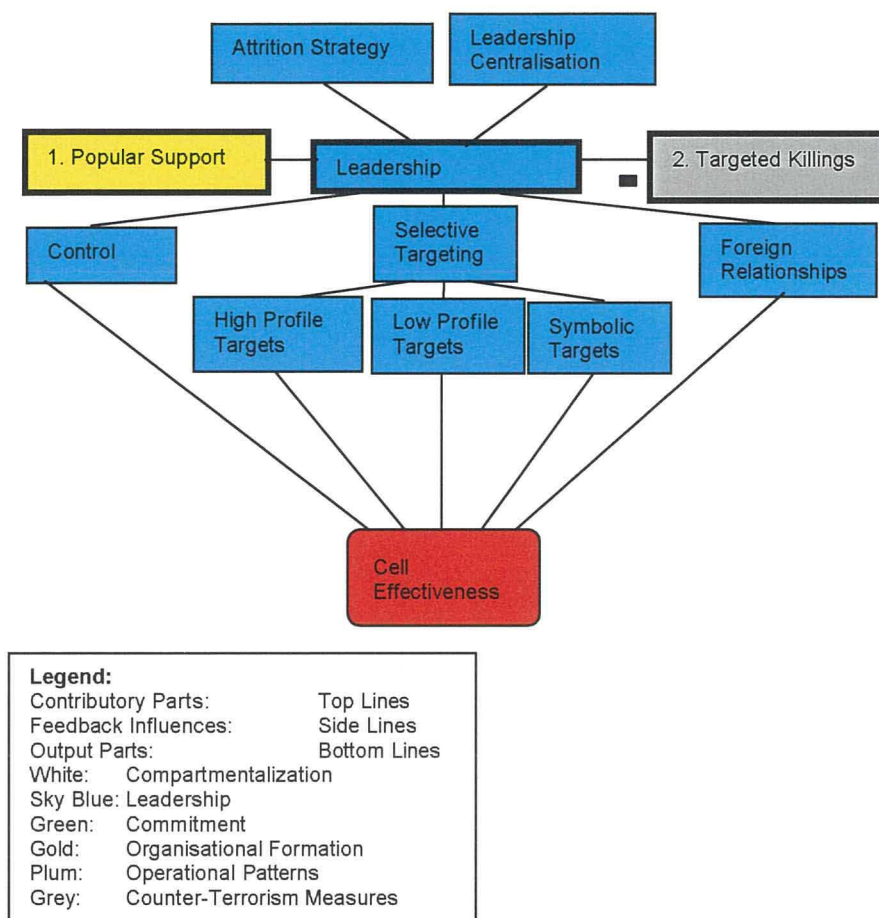 Attrition Strategy
Leadership
Centralisation
1. Popular Support
Leadership
2. Targeted Killings
Control
Selective
Targeting
Foreign
Relationships
High Profile
Targets
Low Profile
Targets
Symbolic
Targets
Cell
Effectiveness
Legend:
Contributory Parts: Top Lines
Feedback Influences: Side Lines
Output Parts: Bottom Lines
White: Compartmentalization
Sky Blue: Leadership
Green: Commitment
Gold: Organisational Formation
Plum: Operational Patterns
Grey: Counter-Terrorism Measures